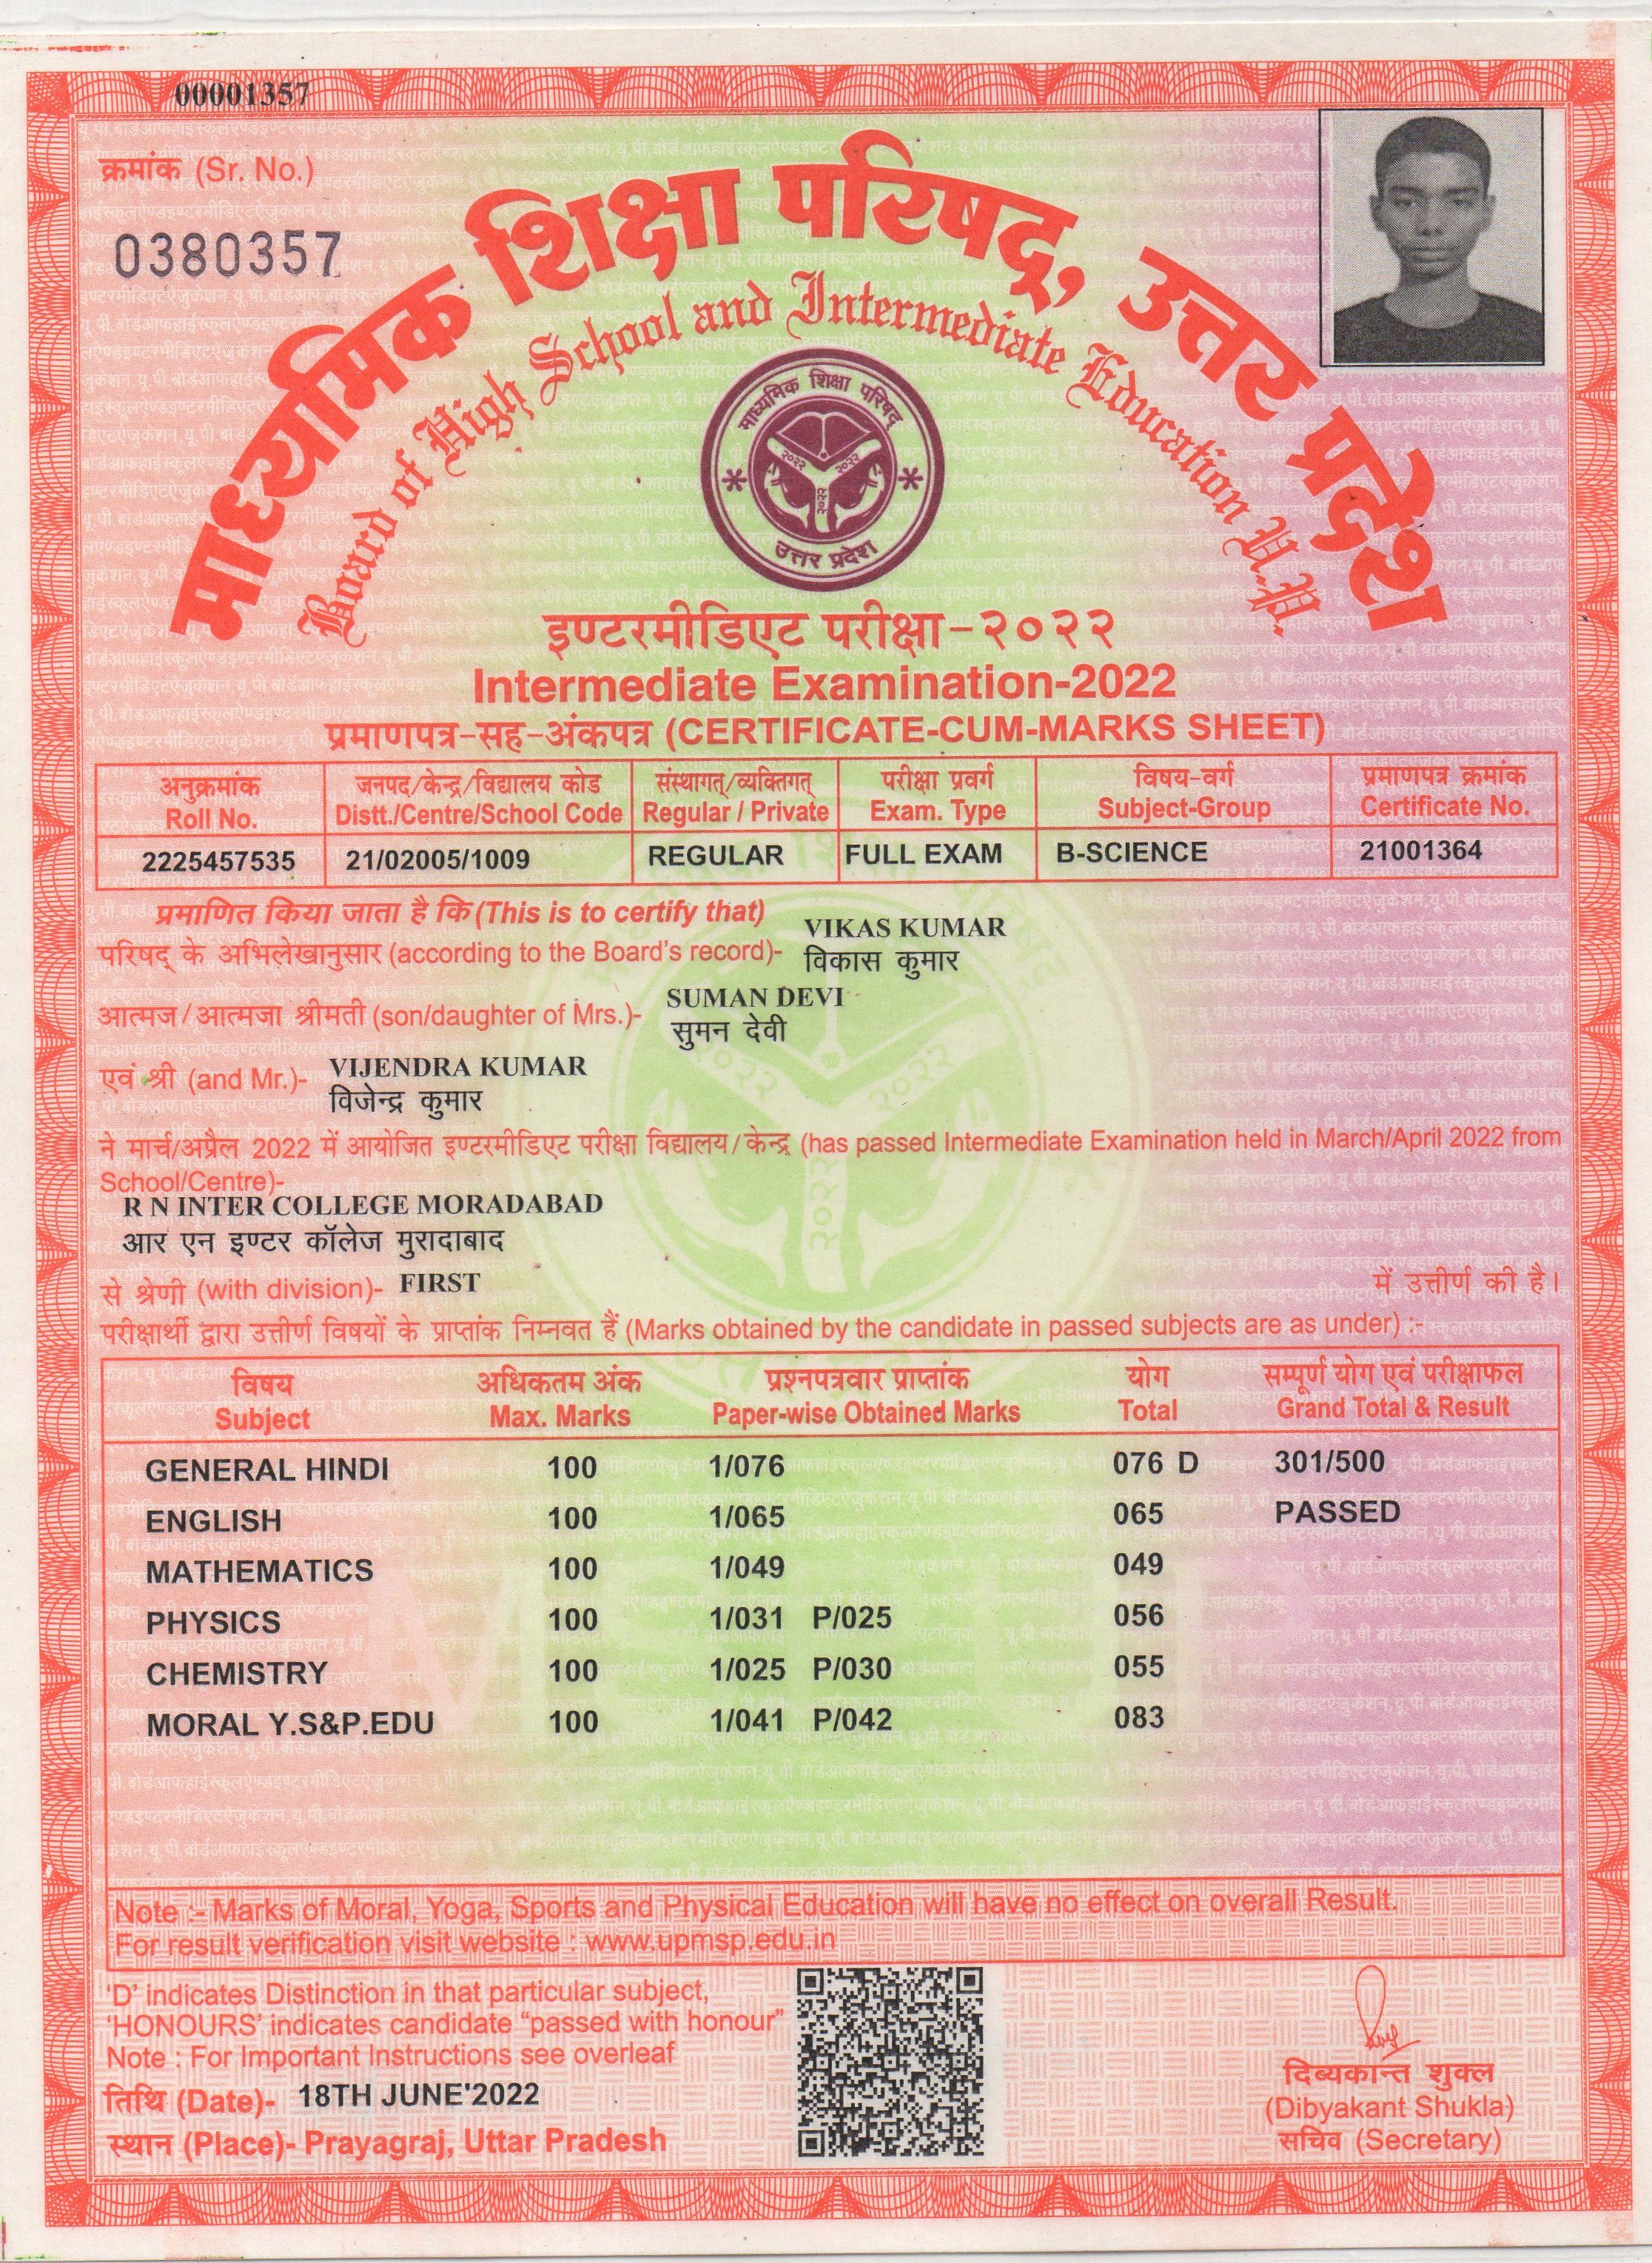 00001357
क्रमांक (Sr. No.)
0380357
माध्यमिक शिक्षा परिषद्, उत्तर प्रदेश
Board of High School and Intermediate Education U.P.
माध्यमिक शिक्षा परिषद्
२०२२ २०२२
२०२२
उत्तर प्रदेश
इण्टरमीडिएट परीक्षा-२०२२
Intermediate Examination-2022
प्रमाणपत्र-सह-अंकपत्र (CERTIFICATE-CUM-MARKS SHEET)
अनुक्रमांक जनपद/केन्द्र/विद्यालय कोड संस्थागत्/व्यक्तिगत् परीक्षा प्रवर्ग विषय-वर्ग प्रमाणपत्र क्रमांक
Roll No. Distt./Centre/School Code Regular / Private Exam. Type Subject-Group Certificate No.
2225457535 21/02005/1009 REGULAR FULL EXAM B-SCIENCE 21001364
प्रमाणित किया जाता है कि (This is to certify that)
VIKAS KUMAR
परिषद् के अभिलेखानुसार (according to the Board's record)- विकास कुमार
SUMAN DEVI
आत्मज/आत्मजा श्रीमती (son/daughter of Mrs.)- सुमन देवी
VIJENDRA KUMAR
एवं श्री (and Mr.)- विजेन्द्र कुमार
ने मार्च/अप्रैल 2022 में आयोजित इण्टरमीडिएट परीक्षा विद्यालय/केन्द्र (has passed Intermediate Examination held in March/April 2022 from
School/Centre)-
R N INTER COLLEGE MORADABAD
आर एन इण्टर कॉलेज मुरादाबाद
से श्रेणी (with division)- FIRST में उत्तीर्ण की है।
परीक्षार्थी द्वारा उत्तीर्ण विषयों के प्राप्तांक निम्नवत हैं (Marks obtained by the candidate in passed subjects are as under) :-
विषय अधिकतम अंक प्रश्नपत्रवार प्राप्तांक योग सम्पूर्ण योग एवं परीक्षाफल
Subject Max. Marks Paper-wise Obtained Marks Total Grand Total & Result
GENERAL HINDI 100 1/076 076 D 301/500
ENGLISH 100 1/065 065 PASSED
MATHEMATICS 100 1/049 049
PHYSICS 100 1/031 P/025 056
CHEMISTRY 100 1/025 P/030 055
MORAL Y.S&P.EDU 100 1/041 P/042 083
Note :- Marks of Moral, Yoga, Sports and Physical Education will have no effect on overall Result.
For result verification visit website : www.upmsp.edu.in
'D' indicates Distinction in that particular subject,
'HONOURS' indicates candidate "passed with honour"
Note : For Important Instructions see overleaf
तिथि (Date)- 18TH JUNE'2022
स्थान (Place)- Prayagraj, Uttar Pradesh
दिब्यकान्त शुक्ल
(Dibyakant Shukla)
सचिव (Secretary)